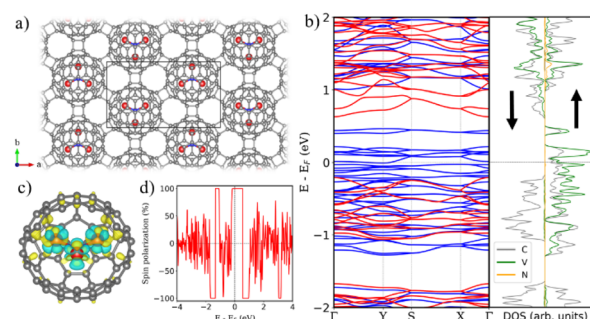 a)
b
a
b)
2
1
0
−1
−2
E - E_F (eV)
Γ
Y
S
X
Γ
C
V
N
DOS (arb. units)
c)
d)
100
50
0
−50
−100
Spin polarization (%)
−4
−2
0
2
4
E - E_F (eV)